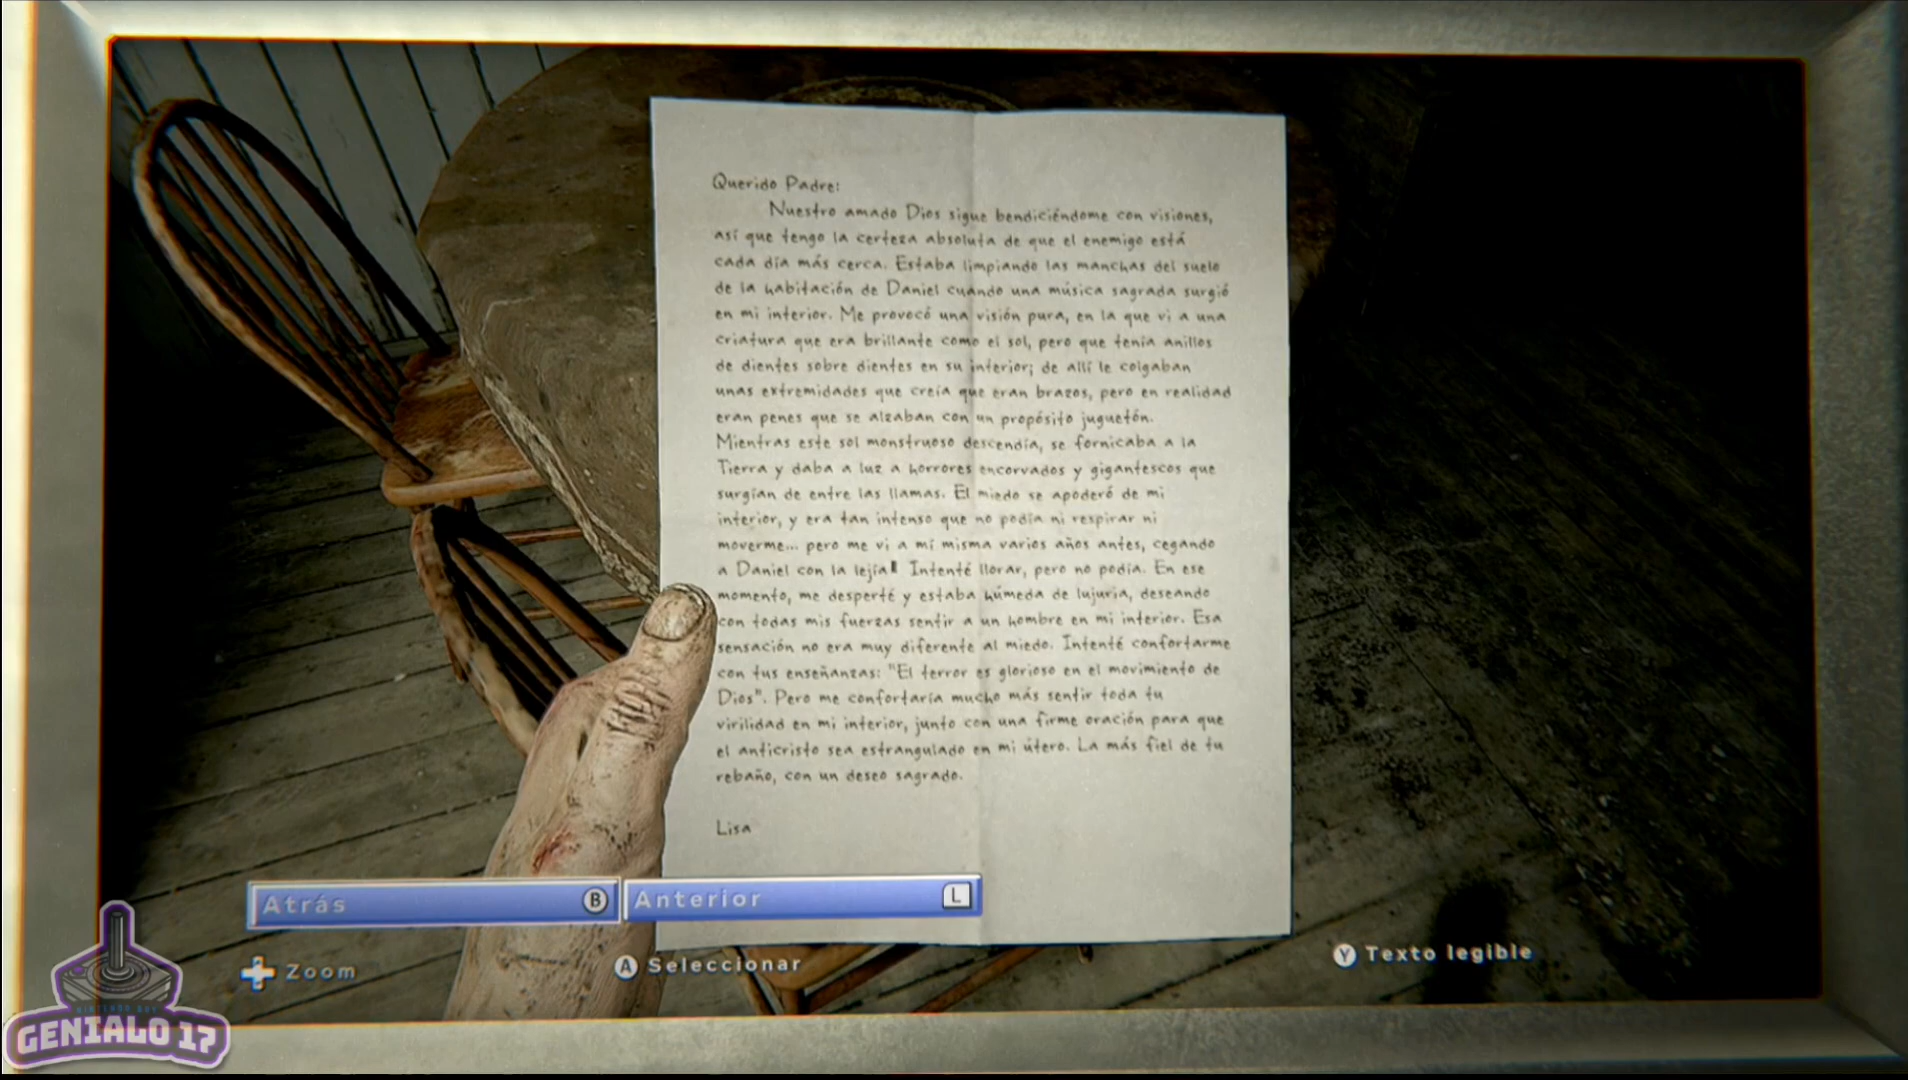 Querido Padre:
Nuestro amado Dios sigue bendiciéndome con visiones,
así que tengo la certeza absoluta de que el enemigo está
cada día más cerca. Estaba limpiando las manchas del suelo
de la habitación de Daniel cuando una música sagrada surgió
en mi interior. Me provocó una visión pura, en la que vi a una
criatura que era brillante como el sol, pero que tenía anillos
de dientes sobre dientes en su interior; de allí le colgaban
unas extremidades que creía que eran brazos, pero en realidad
eran penes que se alzaban con un propósito juguetón.
Mientras este sol monstruoso descendía, se fornicaba a la
Tierra y daba a luz a horrores encorvados y gigantescos que
surgían de entre las llamas. El miedo se apoderó de mi
interior, y era tan intenso que no podía ni respirar ni
moverme... pero me vi a mí misma varios años antes, cegando
a Daniel con la lejía. Intenté llorar, pero no podía. En ese
momento, me desperté y estaba húmeda de lujuria, deseando
con todas mis fuerzas sentir a un hombre en mi interior. Esa
sensación no era muy diferente al miedo. Intenté confortarme
con tus enseñanzas: "El terror es glorioso en el movimiento de
Dios". Pero me confortaría mucho más sentir toda tu
virilidad en mi interior, junto con una firme oración para que
el anticristo sea estrangulado en mi útero. La más fiel de tu
rebaño, con un deseo sagrado.
Lisa
Atrás B Anterior L
Zoom A Seleccionar Y Texto legible
GENIALO 17